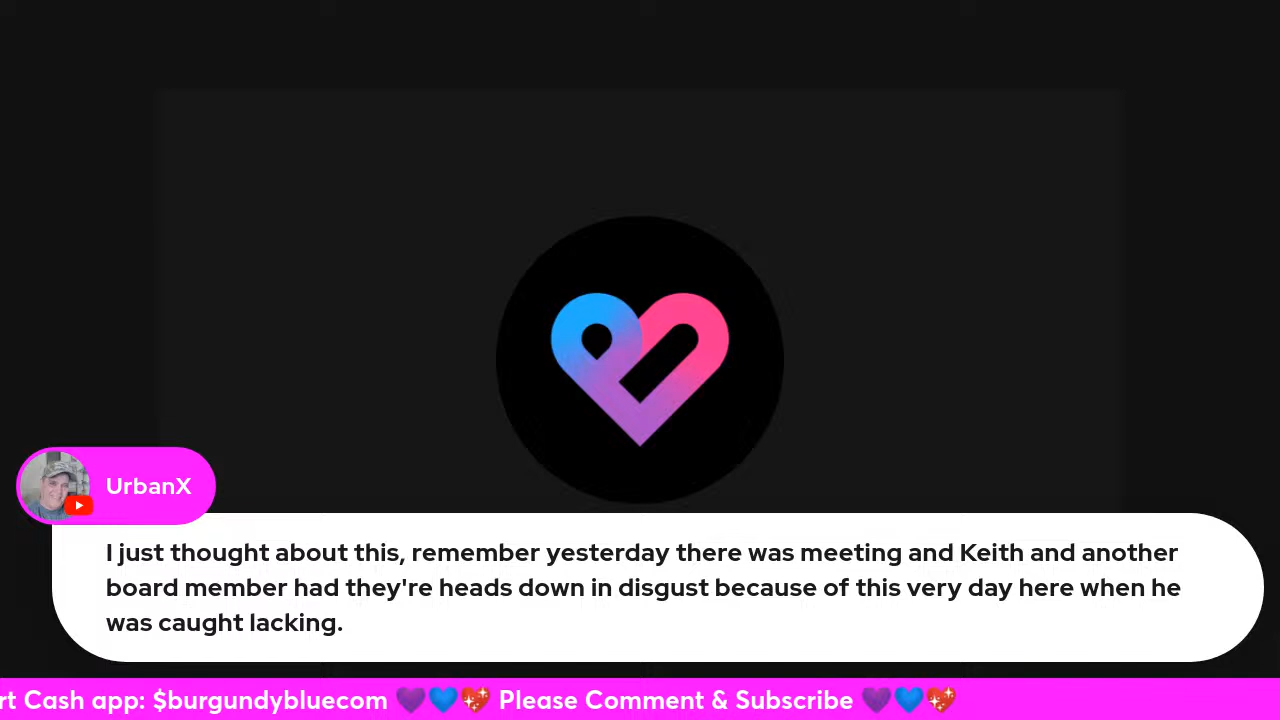 UrbanX
I just thought about this, remember yesterday there was meeting and Keith and another
board member had they're heads down in disgust because of this very day here when he
was caught lacking.
rt Cash app: $burgundybluecom 💜💙💖 Please Comment & Subscribe 💜💙💖